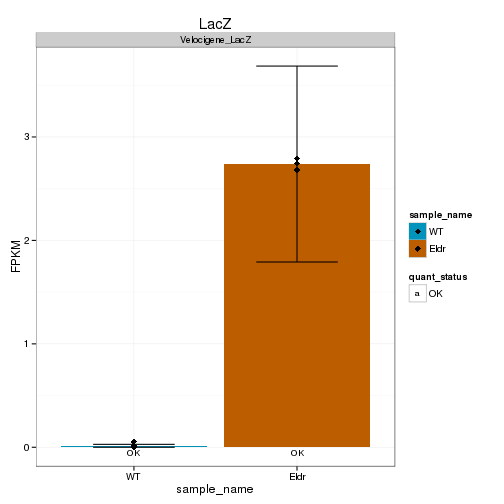 LacZ
Velocigene_LacZ
FPKM
3
2
1
0
OK
OK
WT
Eldr
sample_name
sample_name
WT
Eldr
quant_status
a
OK